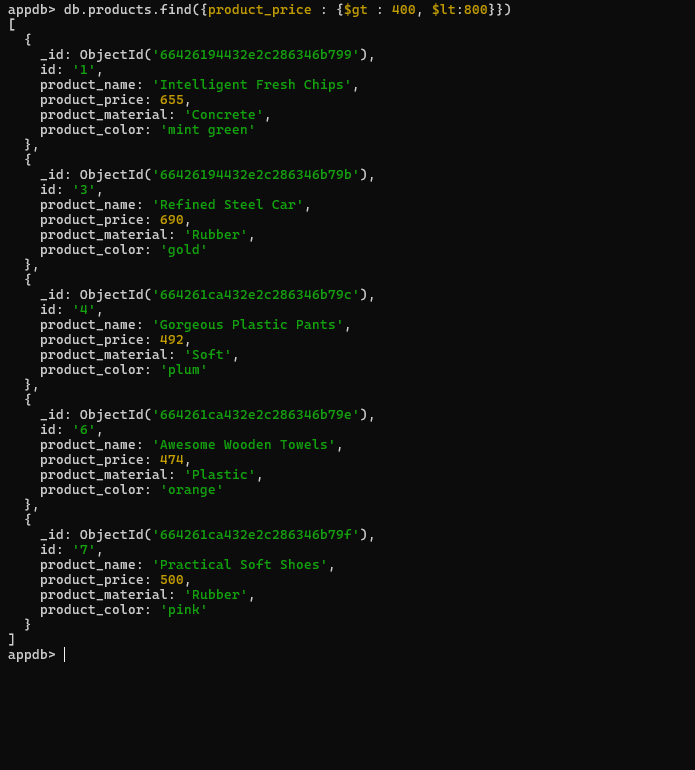 appdb> db.products.find({product_price : {$gt : 400, $lt:800}})
[
  {
    _id: ObjectId('66426194432e2c286346b799'),
    id: '1',
    product_name: 'Intelligent Fresh Chips',
    product_price: 655,
    product_material: 'Concrete',
    product_color: 'mint green'
  },
  {
    _id: ObjectId('66426194432e2c286346b79b'),
    id: '3',
    product_name: 'Refined Steel Car',
    product_price: 690,
    product_material: 'Rubber',
    product_color: 'gold'
  },
  {
    _id: ObjectId('664261ca432e2c286346b79c'),
    id: '4',
    product_name: 'Gorgeous Plastic Pants',
    product_price: 492,
    product_material: 'Soft',
    product_color: 'plum'
  },
  {
    _id: ObjectId('664261ca432e2c286346b79e'),
    id: '6',
    product_name: 'Awesome Wooden Towels',
    product_price: 474,
    product_material: 'Plastic',
    product_color: 'orange'
  },
  {
    _id: ObjectId('664261ca432e2c286346b79f'),
    id: '7',
    product_name: 'Practical Soft Shoes',
    product_price: 500,
    product_material: 'Rubber',
    product_color: 'pink'
  }
]
appdb>